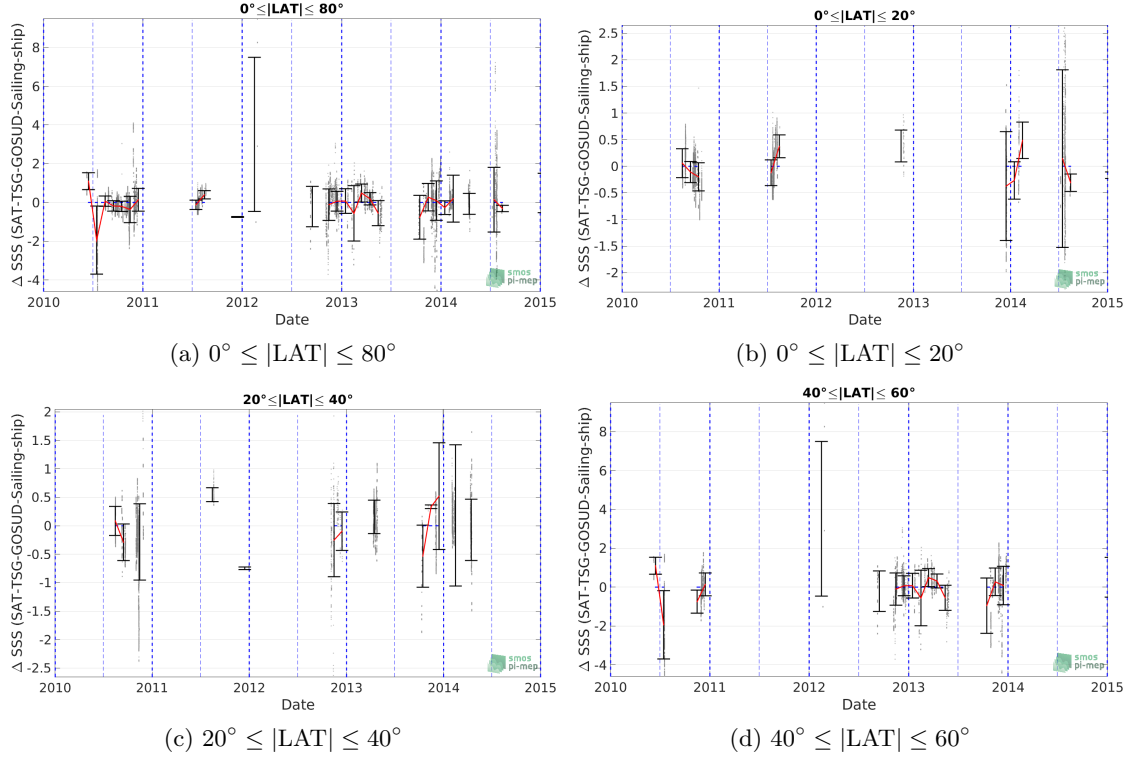 0°≤|LAT|≤ 80°
Δ SSS (SAT-TSG-GOSUD-Sailing-ship)
8
6
4
2
0
-2
-4
smos
pi-mep
2010 2011 2012 2013 2014 2015
Date
(a) 0° ≤ |LAT| ≤ 80°
0°≤|LAT|≤ 20°
Δ SSS (SAT-TSG-GOSUD-Sailing-ship)
2.5
2
1.5
1
0.5
0
-0.5
-1
-1.5
-2
smos
pi-mep
2010 2011 2012 2013 2014 2015
Date
(b) 0° ≤ |LAT| ≤ 20°
20°≤|LAT|≤ 40°
Δ SSS (SAT-TSG-GOSUD-Sailing-ship)
2
1.5
1
0.5
0
-0.5
-1
-1.5
-2
-2.5
smos
pi-mep
2010 2011 2012 2013 2014 2015
Date
(c) 20° ≤ |LAT| ≤ 40°
40°≤|LAT|≤ 60°
Δ SSS (SAT-TSG-GOSUD-Sailing-ship)
8
6
4
2
0
-2
-4
smos
pi-mep
2010 2011 2012 2013 2014 2015
Date
(d) 40° ≤ |LAT| ≤ 60°